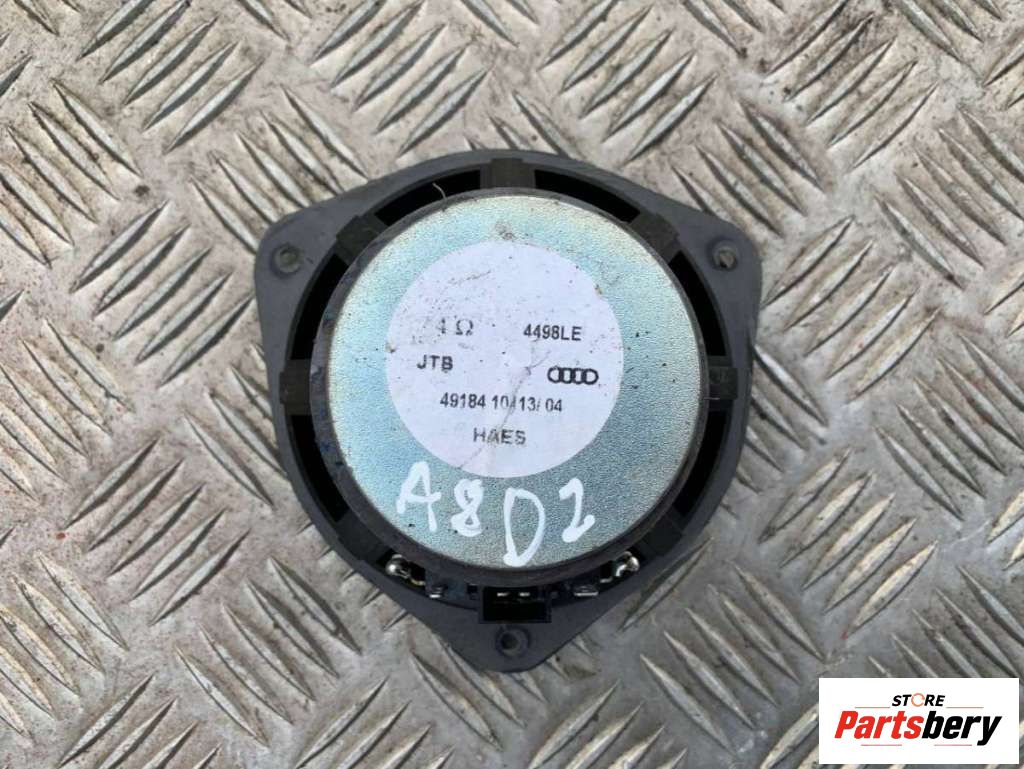 4 Ω 4498LE
JTB
49184 10/13/ 04
HAES
A8D2
STORE
Partsbery